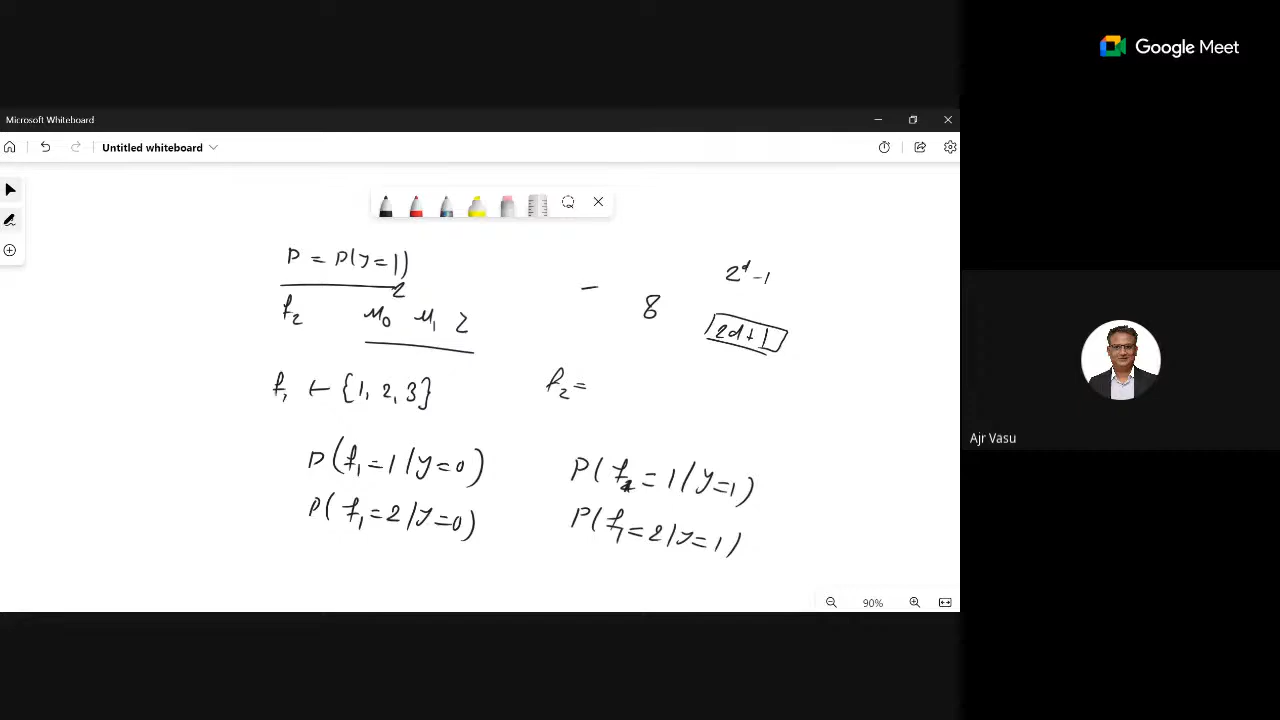 Google Meet
Microsoft Whiteboard
Untitled whiteboard
P = P(y=1)
2^d - 1
2
f₂ μ₀ μ₁ Σ
- 8
2d+1
f₁ ← {1, 2, 3}
f₂ =
P(f₁=1/y=0)
P(f₁=2/y=0)
P(f₁=1/y=1)
P(f₁=2/y=1)
Ajr Vasu
90%